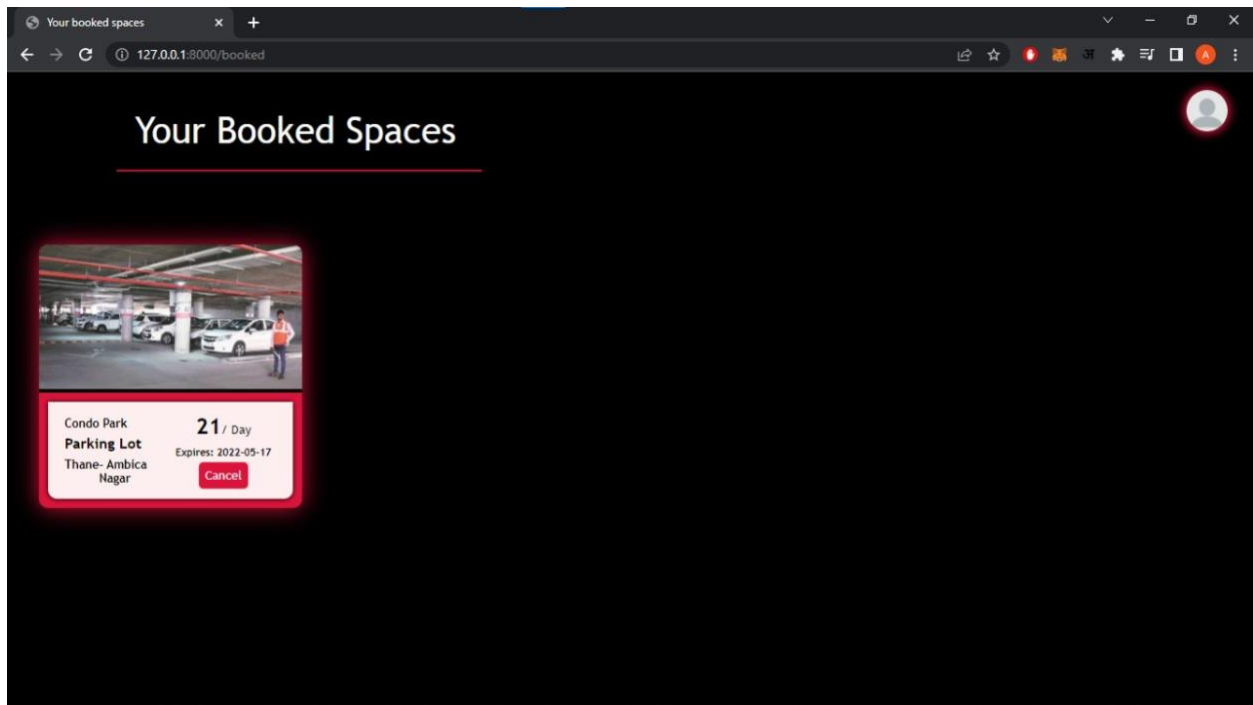 Your booked spaces
127.0.0.1:8000/booked
अ
A
Your Booked Spaces
Condo Park
Parking Lot
Thane- Ambica
Nagar
21/ Day
Expires: 2022-05-17
Cancel